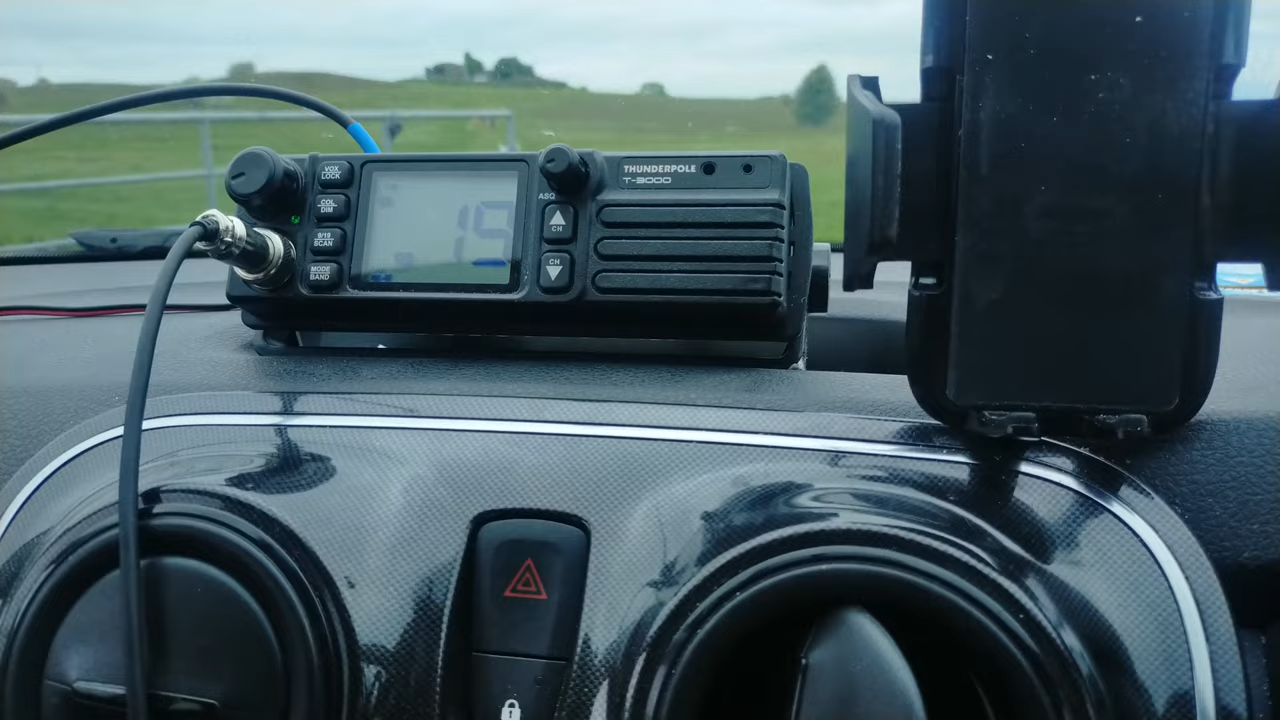 VOX
LOCK
COL
DIM
9/19
SCAN
MODE
BAND
19
ASQ
CH
CH
THUNDERPOLE
T-3000